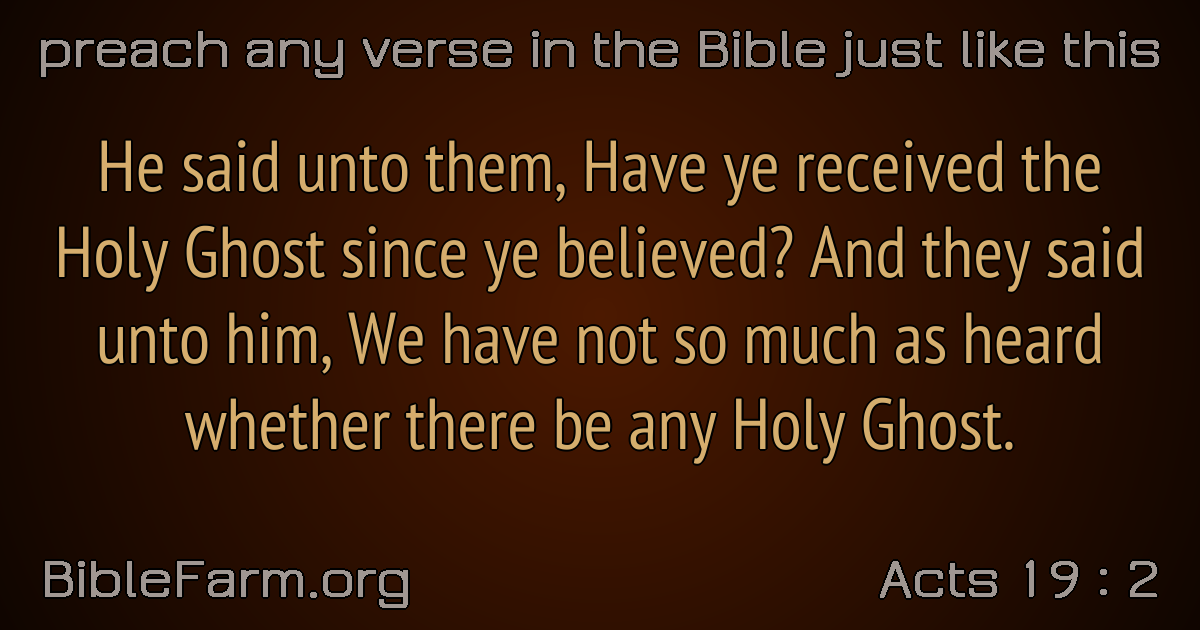 preach any verse in the Bible just like this
He said unto them, Have ye received the
Holy Ghost since ye believed? And they said
unto him, We have not so much as heard
whether there be any Holy Ghost.
BibleFarm.org
Acts 19 : 2